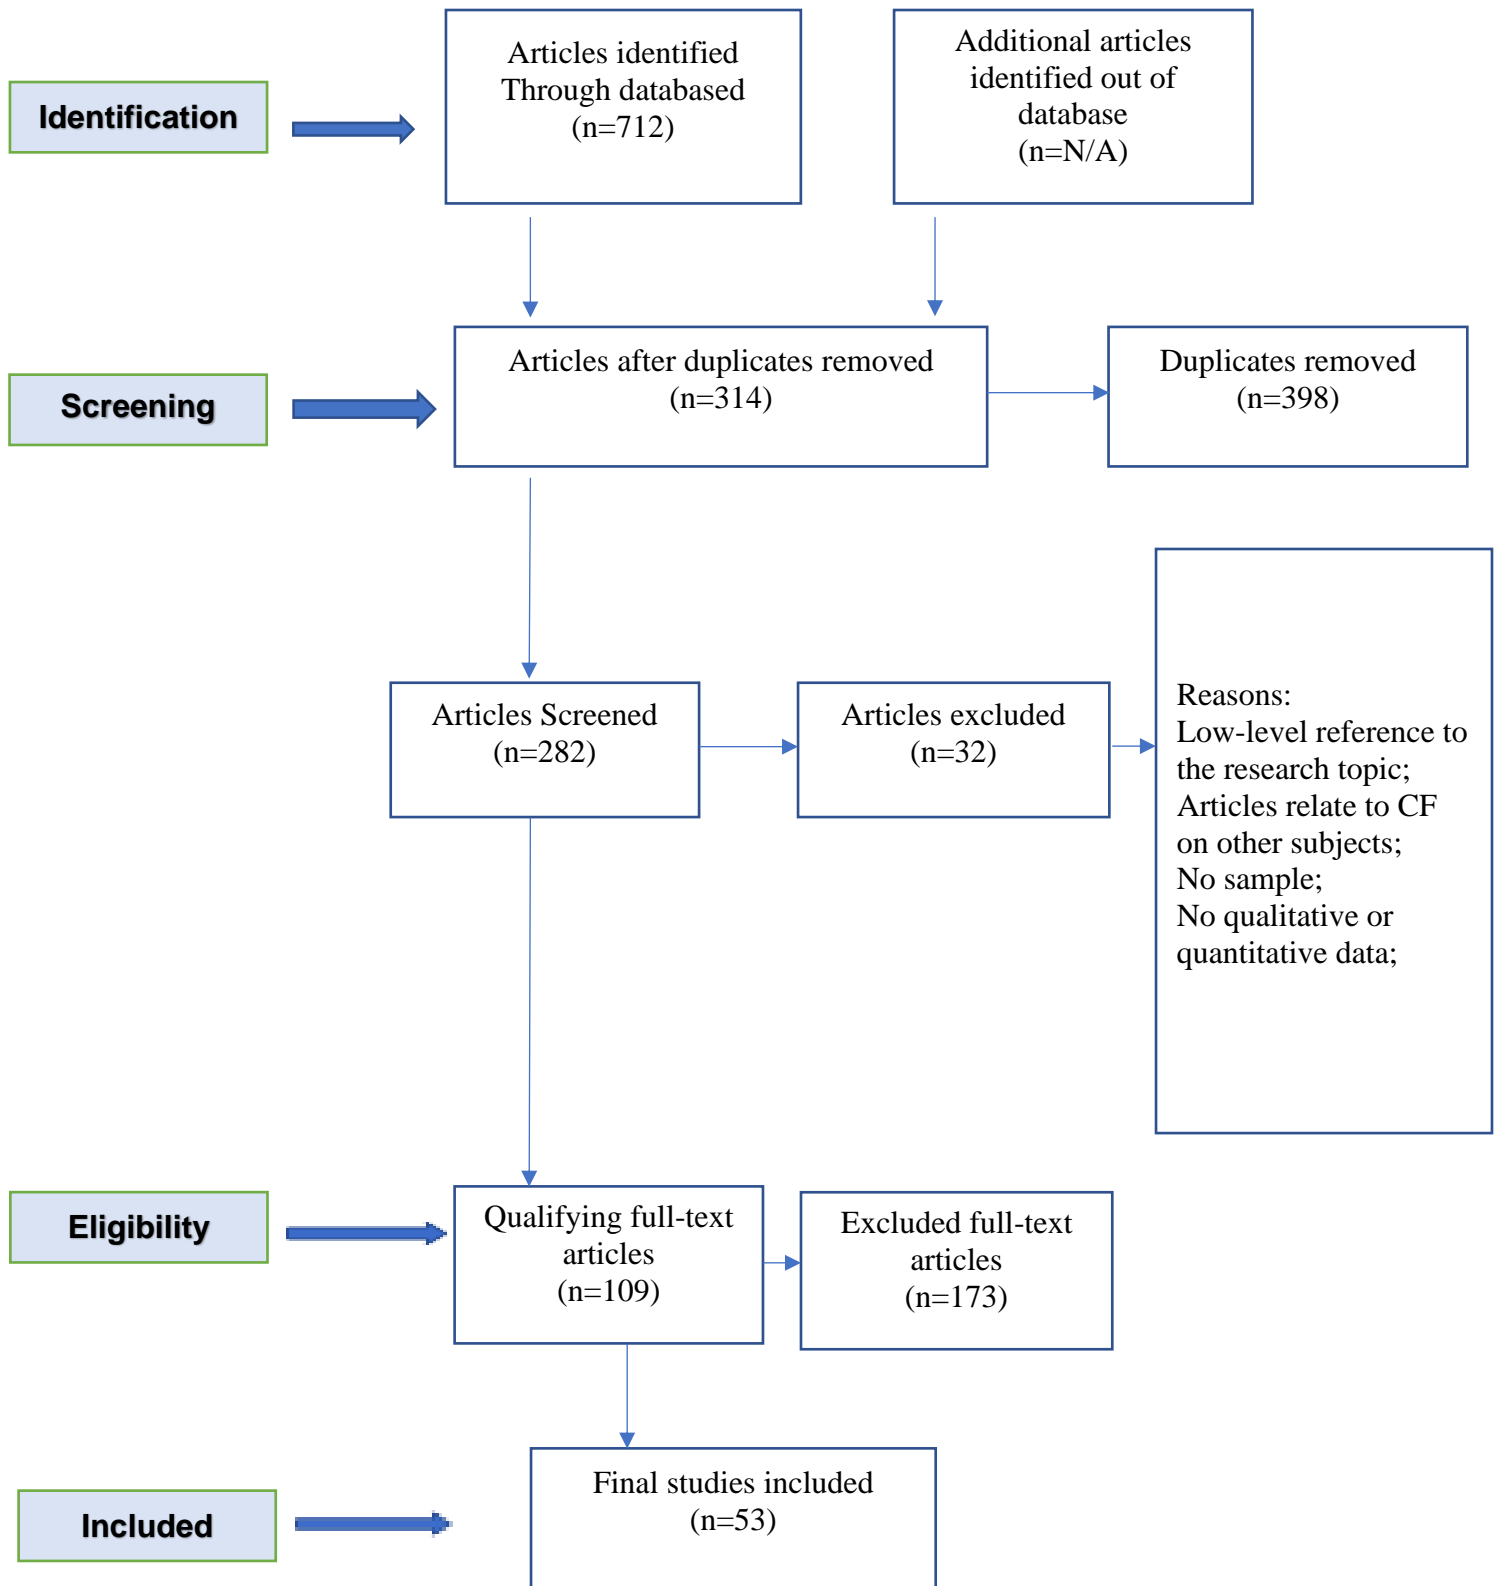 Articles identified
Through databased
(n=712)
Additional articles
identified out of
database
(n=N/A)
Identification
Articles after duplicates removed
(n=314)
Duplicates removed
(n=398)
Screening
Articles Screened
(n=282)
Articles excluded
(n=32)
Reasons:
Low-level reference to
the research topic;
Articles relate to CF
on other subjects;
No sample;
No qualitative or
quantitative data;
Eligibility
Qualifying full-text
articles
(n=109)
Excluded full-text
articles
(n=173)
Final studies included
(n=53)
Included